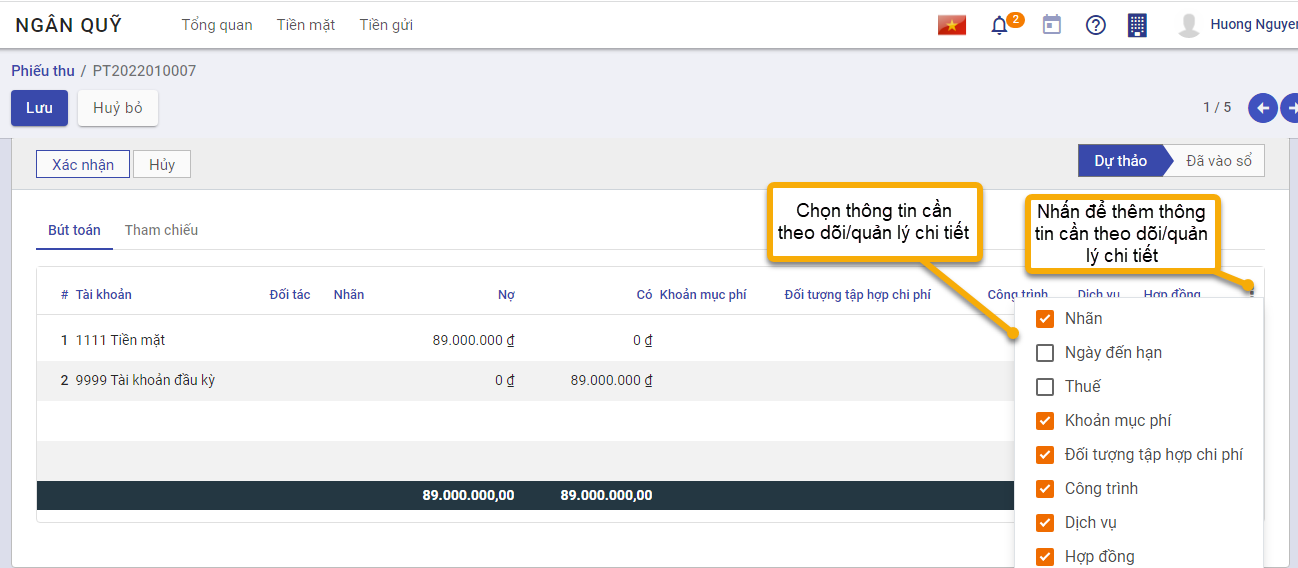 NGÂN QUỸ Tổng quan Tiền mặt Tiền gửi 2 Huong Nguyen
Phiếu thu / PT2022010007
Lưu Huỷ bỏ 1 / 5
Xác nhận Hủy Dự thảo Đã vào sổ
Chọn thông tin cần
theo dõi/quản lý chi tiết
Nhấn để thêm thông
tin cần theo dõi/quản
lý chi tiết
Bút toán Tham chiếu
# Tài khoản Đối tác Nhãn Nợ Có Khoản mục phí Đối tượng tập hợp chi phí Công trình Dịch vụ Hợp đồng
1 1111 Tiền mặt 89.000.000 ₫ 0 ₫
2 9999 Tài khoản đầu kỳ 0 ₫ 89.000.000 ₫
89.000.000,00 89.000.000,00
Nhãn
Ngày đến hạn
Thuế
Khoản mục phí
Đối tượng tập hợp chi phí
Công trình
Dịch vụ
Hợp đồng